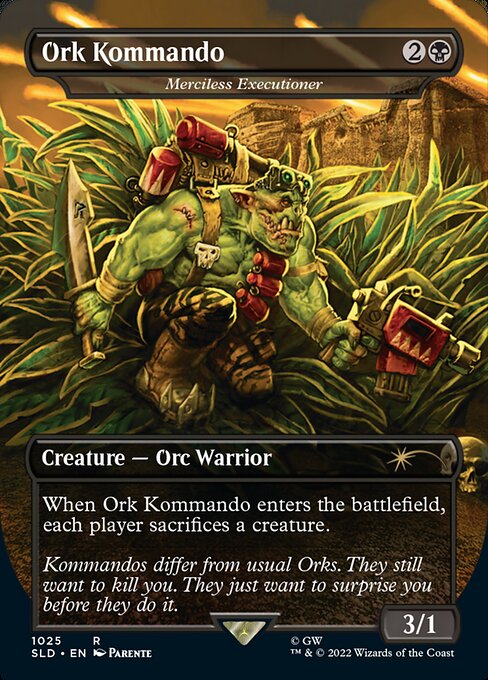 Ork Kommando 2
Merciless Executioner
Creature — Orc Warrior
When Ork Kommando enters the battlefield,
each player sacrifices a creature.
Kommandos differ from usual Orks. They still
want to kill you. They just want to surprise you
before they do it.
3/1
1025 R
SLD • EN Parente
© GW
™ & © 2022 Wizards of the Coast